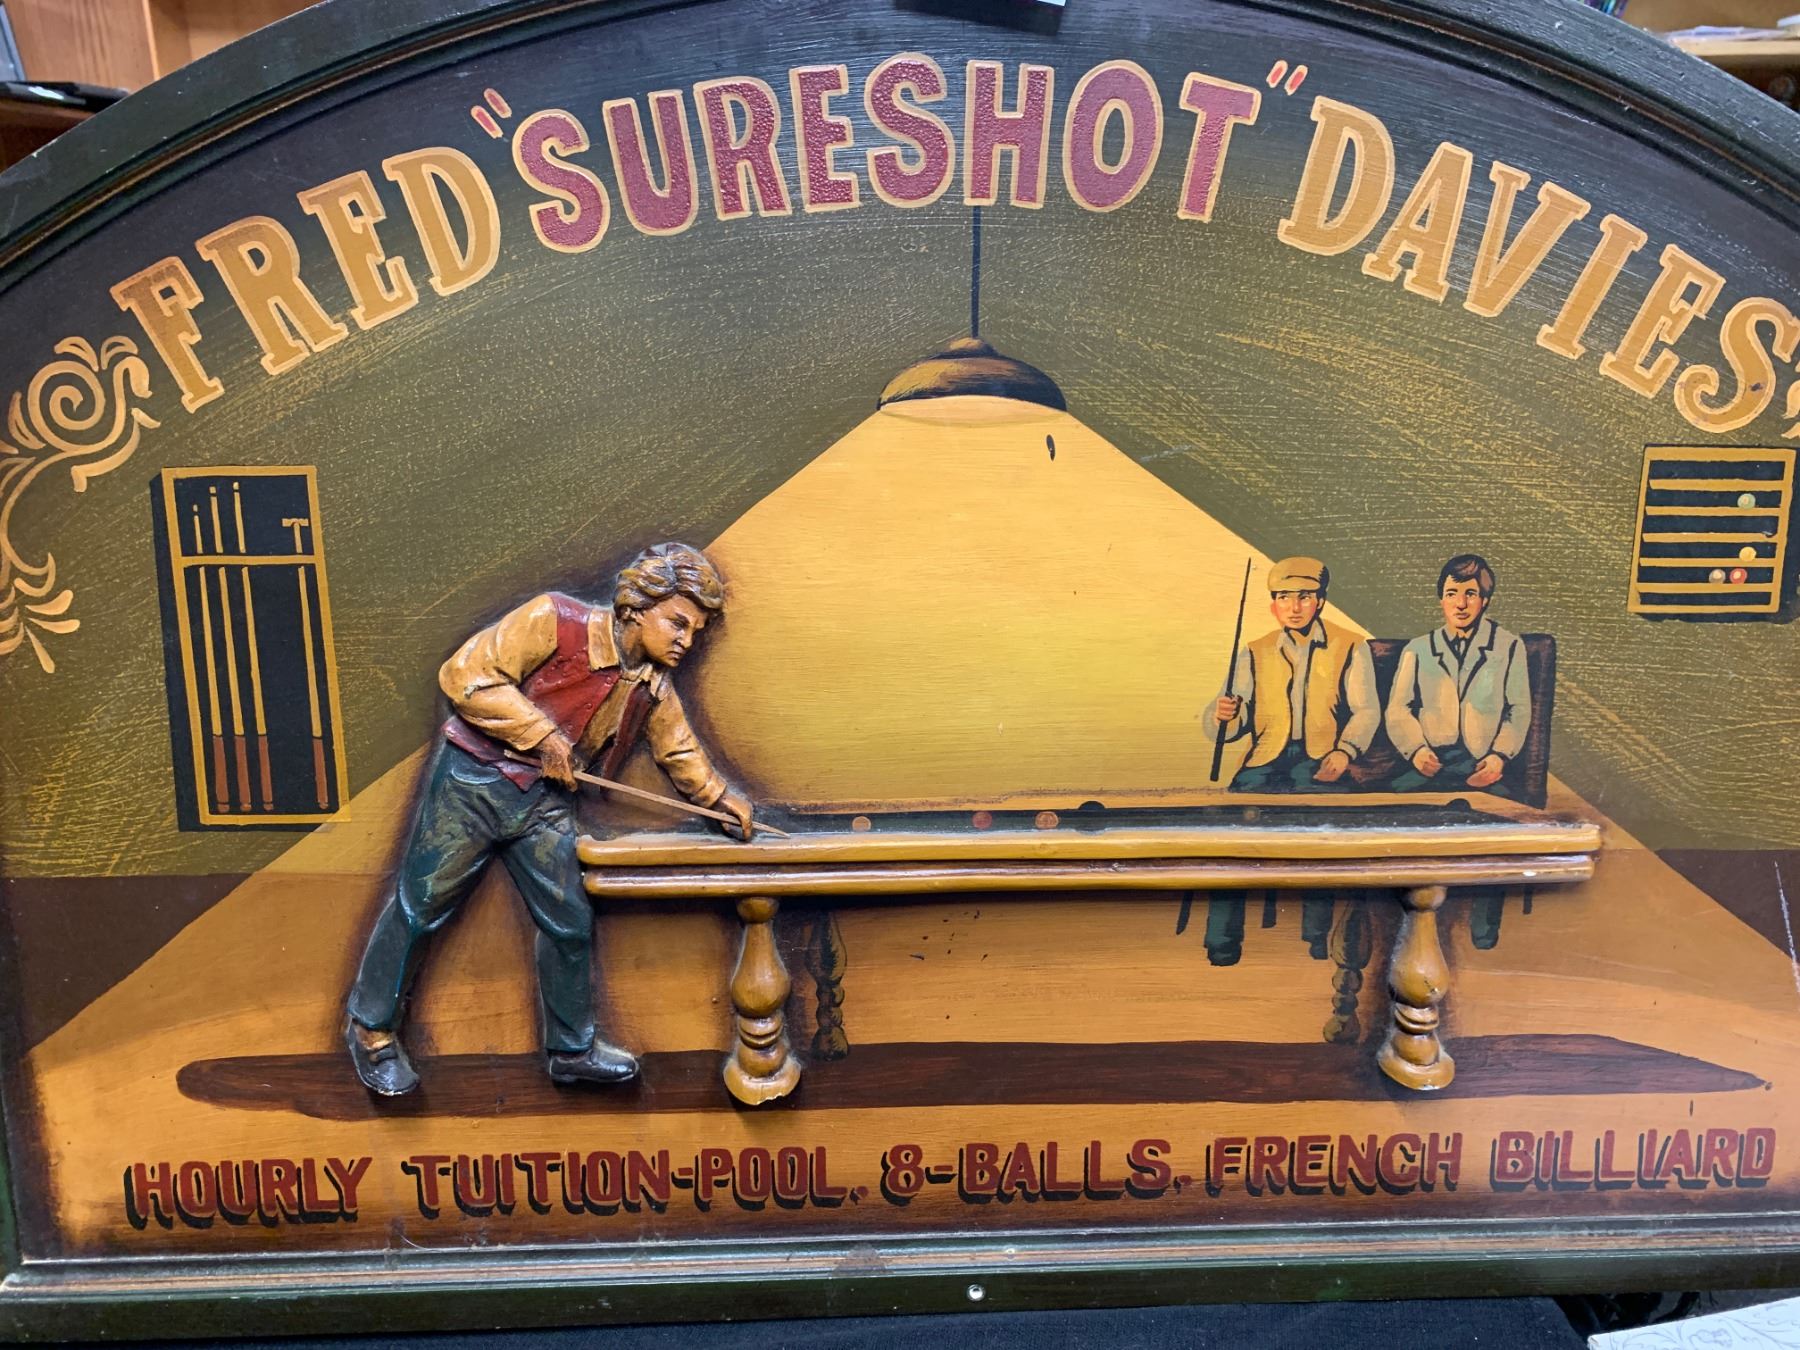 FRED "SURESHOT" DAVIES
HOURLY TUITION-POOL. 8-BALLS. FRENCH BILLIARD